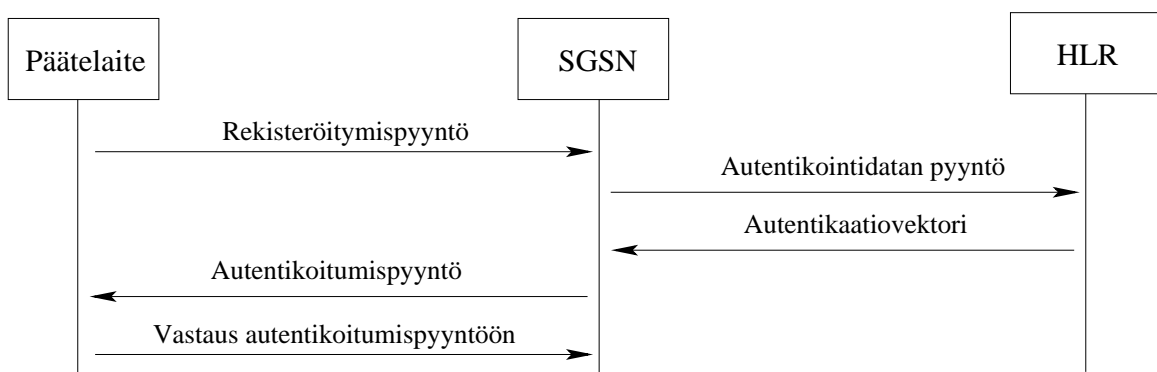 Päätelaite
SGSN
HLR
Rekisteröitymispyyntö
Autentikointidatan pyyntö
Autentikaatiovektori
Autentikoitumispyyntö
Vastaus autentikoitumispyyntöön